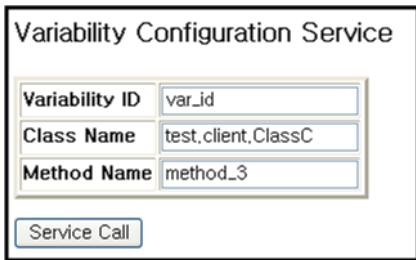 Variability Configuration Service
Variability ID var_id
Class Name test,client,ClassC
Method Name method_3
Service Call